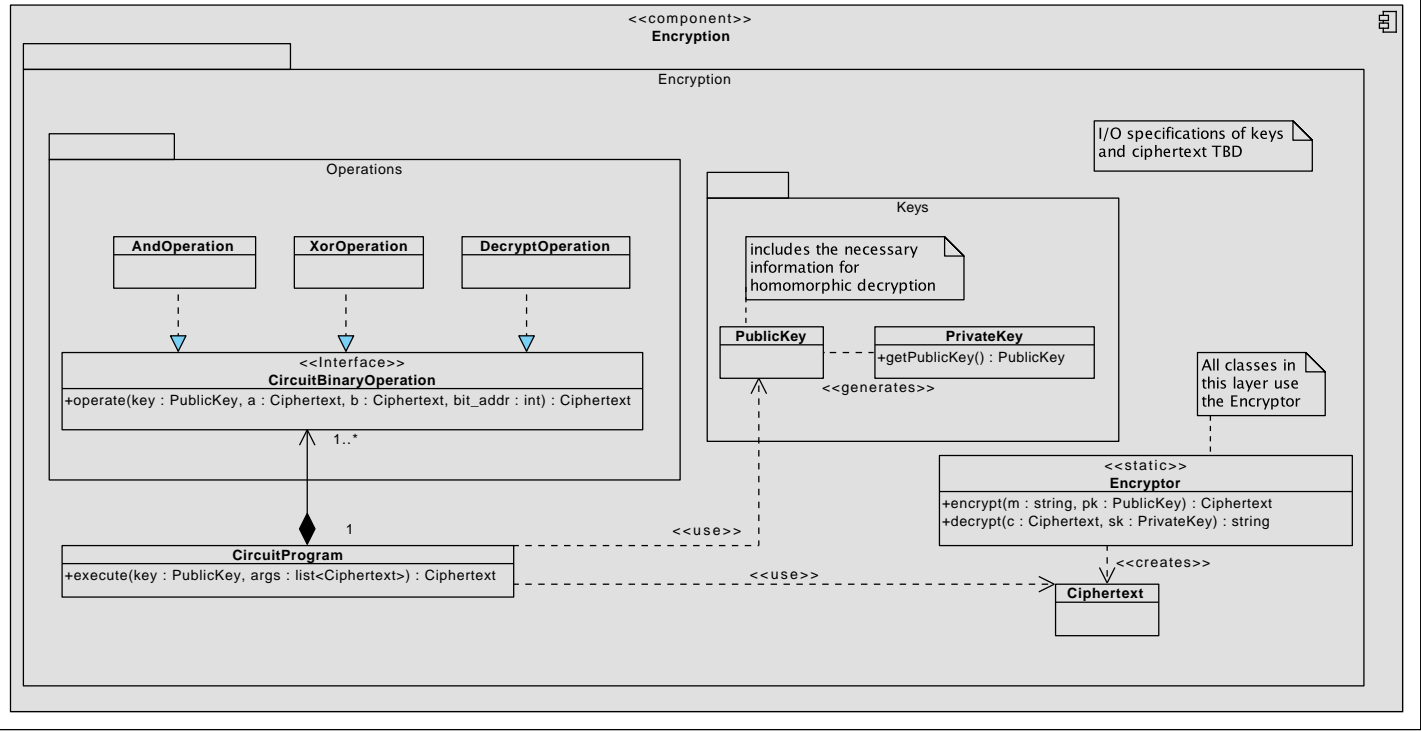 <<component>>
Encryption
Encryption
I/O specifications of keys
and ciphertext TBD
Operations
Keys
AndOperation
XorOperation
DecryptOperation
includes the necessary
information for
homomorphic decryption
PublicKey
PrivateKey
+getPublicKey() : PublicKey
<<generates>>
<<Interface>>
CircuitBinaryOperation
+operate(key : PublicKey, a : Ciphertext, b : Ciphertext, bit_addr : int) : Ciphertext
All classes in
this layer use
the Encryptor
1..*
1
<<static>>
Encryptor
+encrypt(m : string, pk : PublicKey) : Ciphertext
+decrypt(c : Ciphertext, sk : PrivateKey) : string
<<use>>
CircuitProgram
+execute(key : PublicKey, args : list<Ciphertext>) : Ciphertext
<<use>>
<<creates>>
Ciphertext